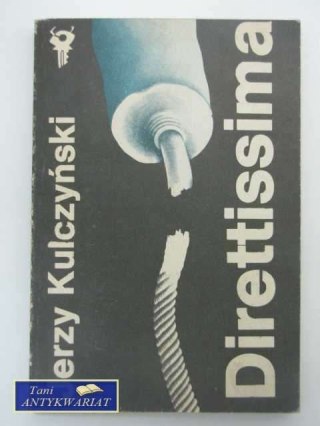 erzy Kulczyński
Direttissima
Tani
ANTYKWARIAT